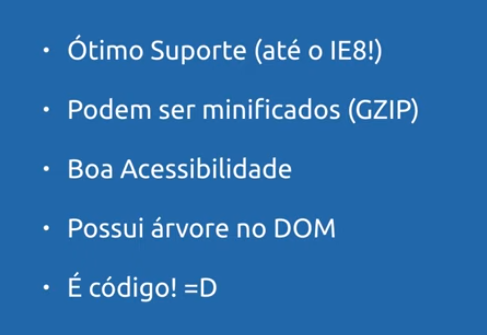 • Ótimo Suporte (até o IE8!)
• Podem ser minificados (GZIP)
• Boa Acessibilidade
• Possui árvore no DOM
• É código! =D